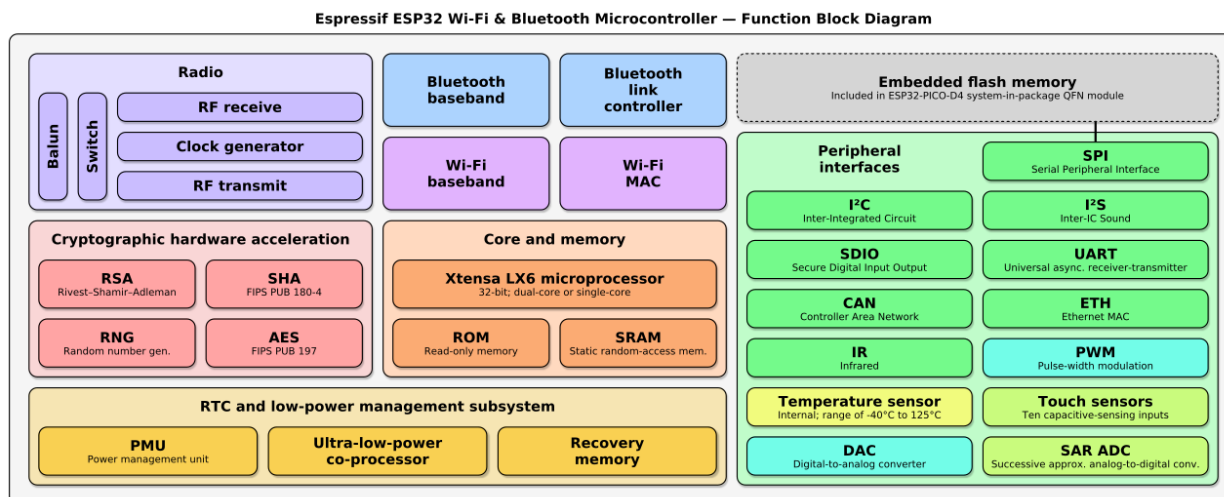 Espressif ESP32 Wi-Fi & Bluetooth Microcontroller — Function Block Diagram
Radio
Balun
Switch
RF receive
Clock generator
RF transmit
Bluetooth
baseband
Bluetooth
link
controller
Wi-Fi
baseband
Wi-Fi
MAC
Embedded flash memory
Included in ESP32-PICO-D4 system-in-package QFN module
Cryptographic hardware acceleration
RSA
Rivest–Shamir–Adleman
SHA
FIPS PUB 180-4
RNG
Random number gen.
AES
FIPS PUB 197
Core and memory
Xtensa LX6 microprocessor
32-bit; dual-core or single-core
ROM
Read-only memory
SRAM
Static random-access mem.
RTC and low-power management subsystem
PMU
Power management unit
Ultra-low-power
co-processor
Recovery
memory
Peripheral
interfaces
SPI
Serial Peripheral Interface
I²C
Inter-Integrated Circuit
I²S
Inter-IC Sound
SDIO
Secure Digital Input Output
UART
Universal async. receiver-transmitter
CAN
Controller Area Network
ETH
Ethernet MAC
IR
Infrared
PWM
Pulse-width modulation
Temperature sensor
Internal; range of -40°C to 125°C
Touch sensors
Ten capacitive-sensing inputs
DAC
Digital-to-analog converter
SAR ADC
Successive approx. analog-to-digital conv.